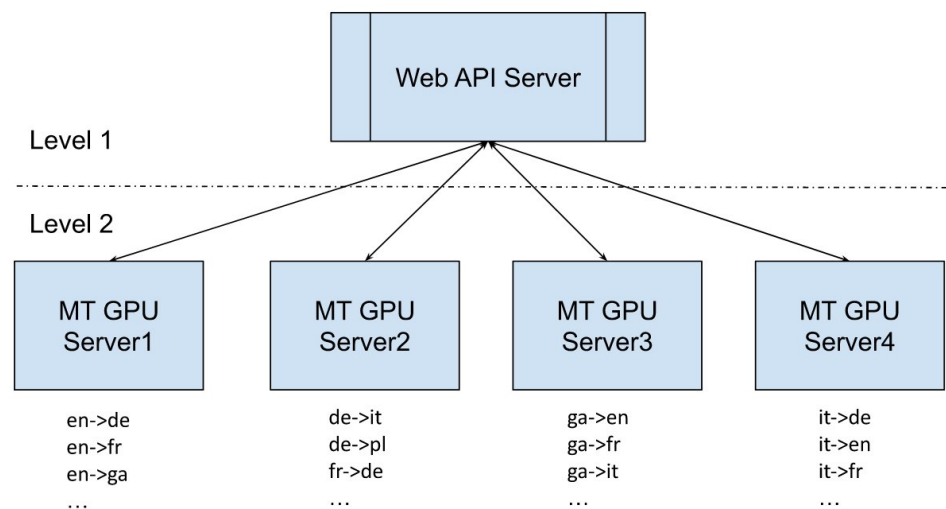 Web API Server
Level 1
Level 2
MT GPU
Server1
MT GPU
Server2
MT GPU
Server3
MT GPU
Server4
en->de
en->fr
en->ga
...
de->it
de->pl
fr->de
...
ga->en
ga->fr
ga->it
...
it->de
it->en
it->fr
...